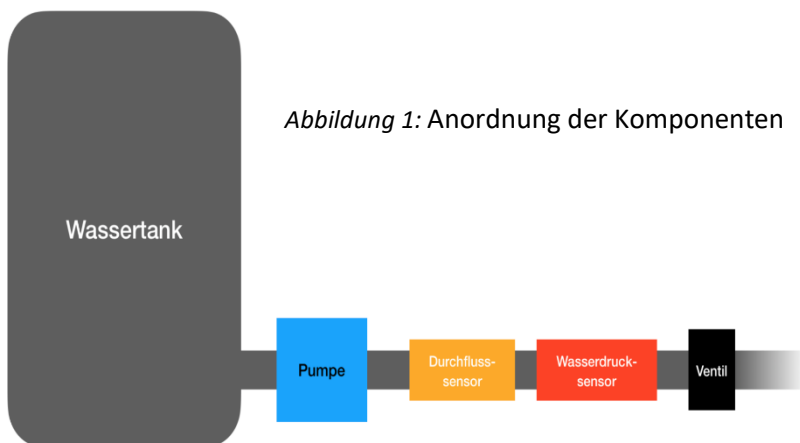 Abbildung 1: Anordnung der Komponenten
Wassertank
Pumpe
Durchfluss-
sensor
Wasserdruck-
sensor
Ventil